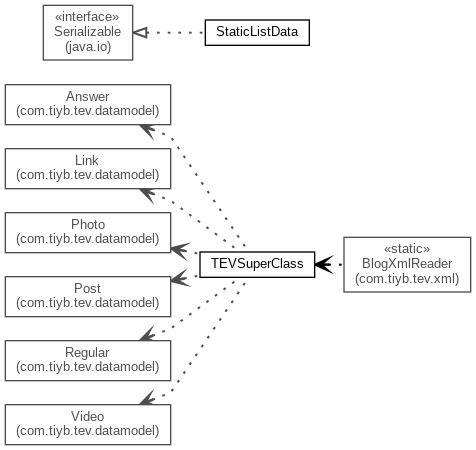 «interface»
Serializable
(java.io)
StaticListData
Answer
(com.tiyb.tev.datamodel)
Link
(com.tiyb.tev.datamodel)
Photo
(com.tiyb.tev.datamodel)
Post
(com.tiyb.tev.datamodel)
Regular
(com.tiyb.tev.datamodel)
Video
(com.tiyb.tev.datamodel)
TEVSuperClass
«static»
BlogXmlReader
(com.tiyb.tev.xml)